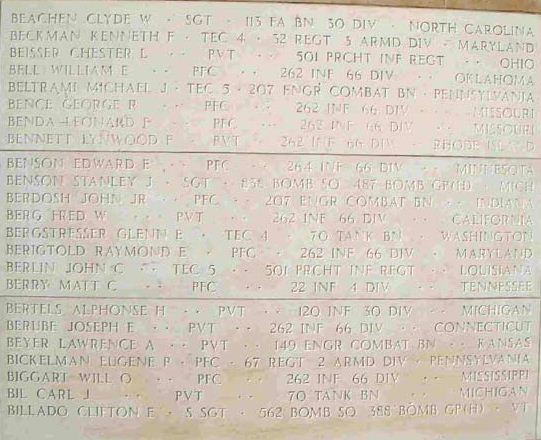 BEACHEN CLYDE W · SGT · 113 FA BN 30 DIV · NORTH CAROLINA
BECKMAN KENNETH F · TEC 4 · 32 REGT 3 ARMD DIV · MARYLAND
BEISSER CHESTER L · PVT · 501 PRCHT INF REGT · OHIO
BELL WILLIAM E · PFC · 262 INF 66 DIV · OKLAHOMA
BELTRAMI MICHAEL J · TEC 5 · 207 ENGR COMBAT BN · PENNSYLVANIA
BENCE GEORGE R · PFC · 262 INF 66 DIV · MISSOURI
BENDA LEONARD P · PFC · 262 INF 66 DIV · MISSOURI
BENNETT LYNWOOD F · PVT · 262 INF 66 DIV · RHODE ISLAND
BENSON EDWARD E · PFC · 264 INF 66 DIV · MINNESOTA
BENSON STANLEY J · SGT · 838 BOMB SQ 487 BOMB GP(H) · MICH
BERDOSH JOHN JR · PFC · 207 ENGR COMBAT BN · INDIANA
BERG FRED W · PVT · 262 INF 66 DIV · CALIFORNIA
BERGSTRESSER GLENN E · TEC 4 · 70 TANK BN · WASHINGTON
BERIGTOLD RAYMOND E · PFC · 262 INF 66 DIV · MARYLAND
BERLIN JOHN C · TEC 5 · 501 PRCHT INF REGT · LOUISIANA
BERRY MATT C · PFC · 22 INF 4 DIV · TENNESSEE
BERTELS ALPHONSE H · PVT · 120 INF 30 DIV · MICHIGAN
BERUBE JOSEPH E · PVT · 262 INF 66 DIV · CONNECTICUT
BEYER LAWRENCE A · PVT · 149 ENGR COMBAT BN · KANSAS
BICKELMAN EUGENE P · PFC · 67 REGT 2 ARMD DIV · PENNSYLVANIA
BIGGART WILL O · PFC · 262 INF 66 DIV · MISSISSIPPI
BIL CARL J · PVT · 70 TANK BN · MICHIGAN
BILLADO CLIFTON E · S SGT · 562 BOMB SQ 388 BOMB GP(H) · VT